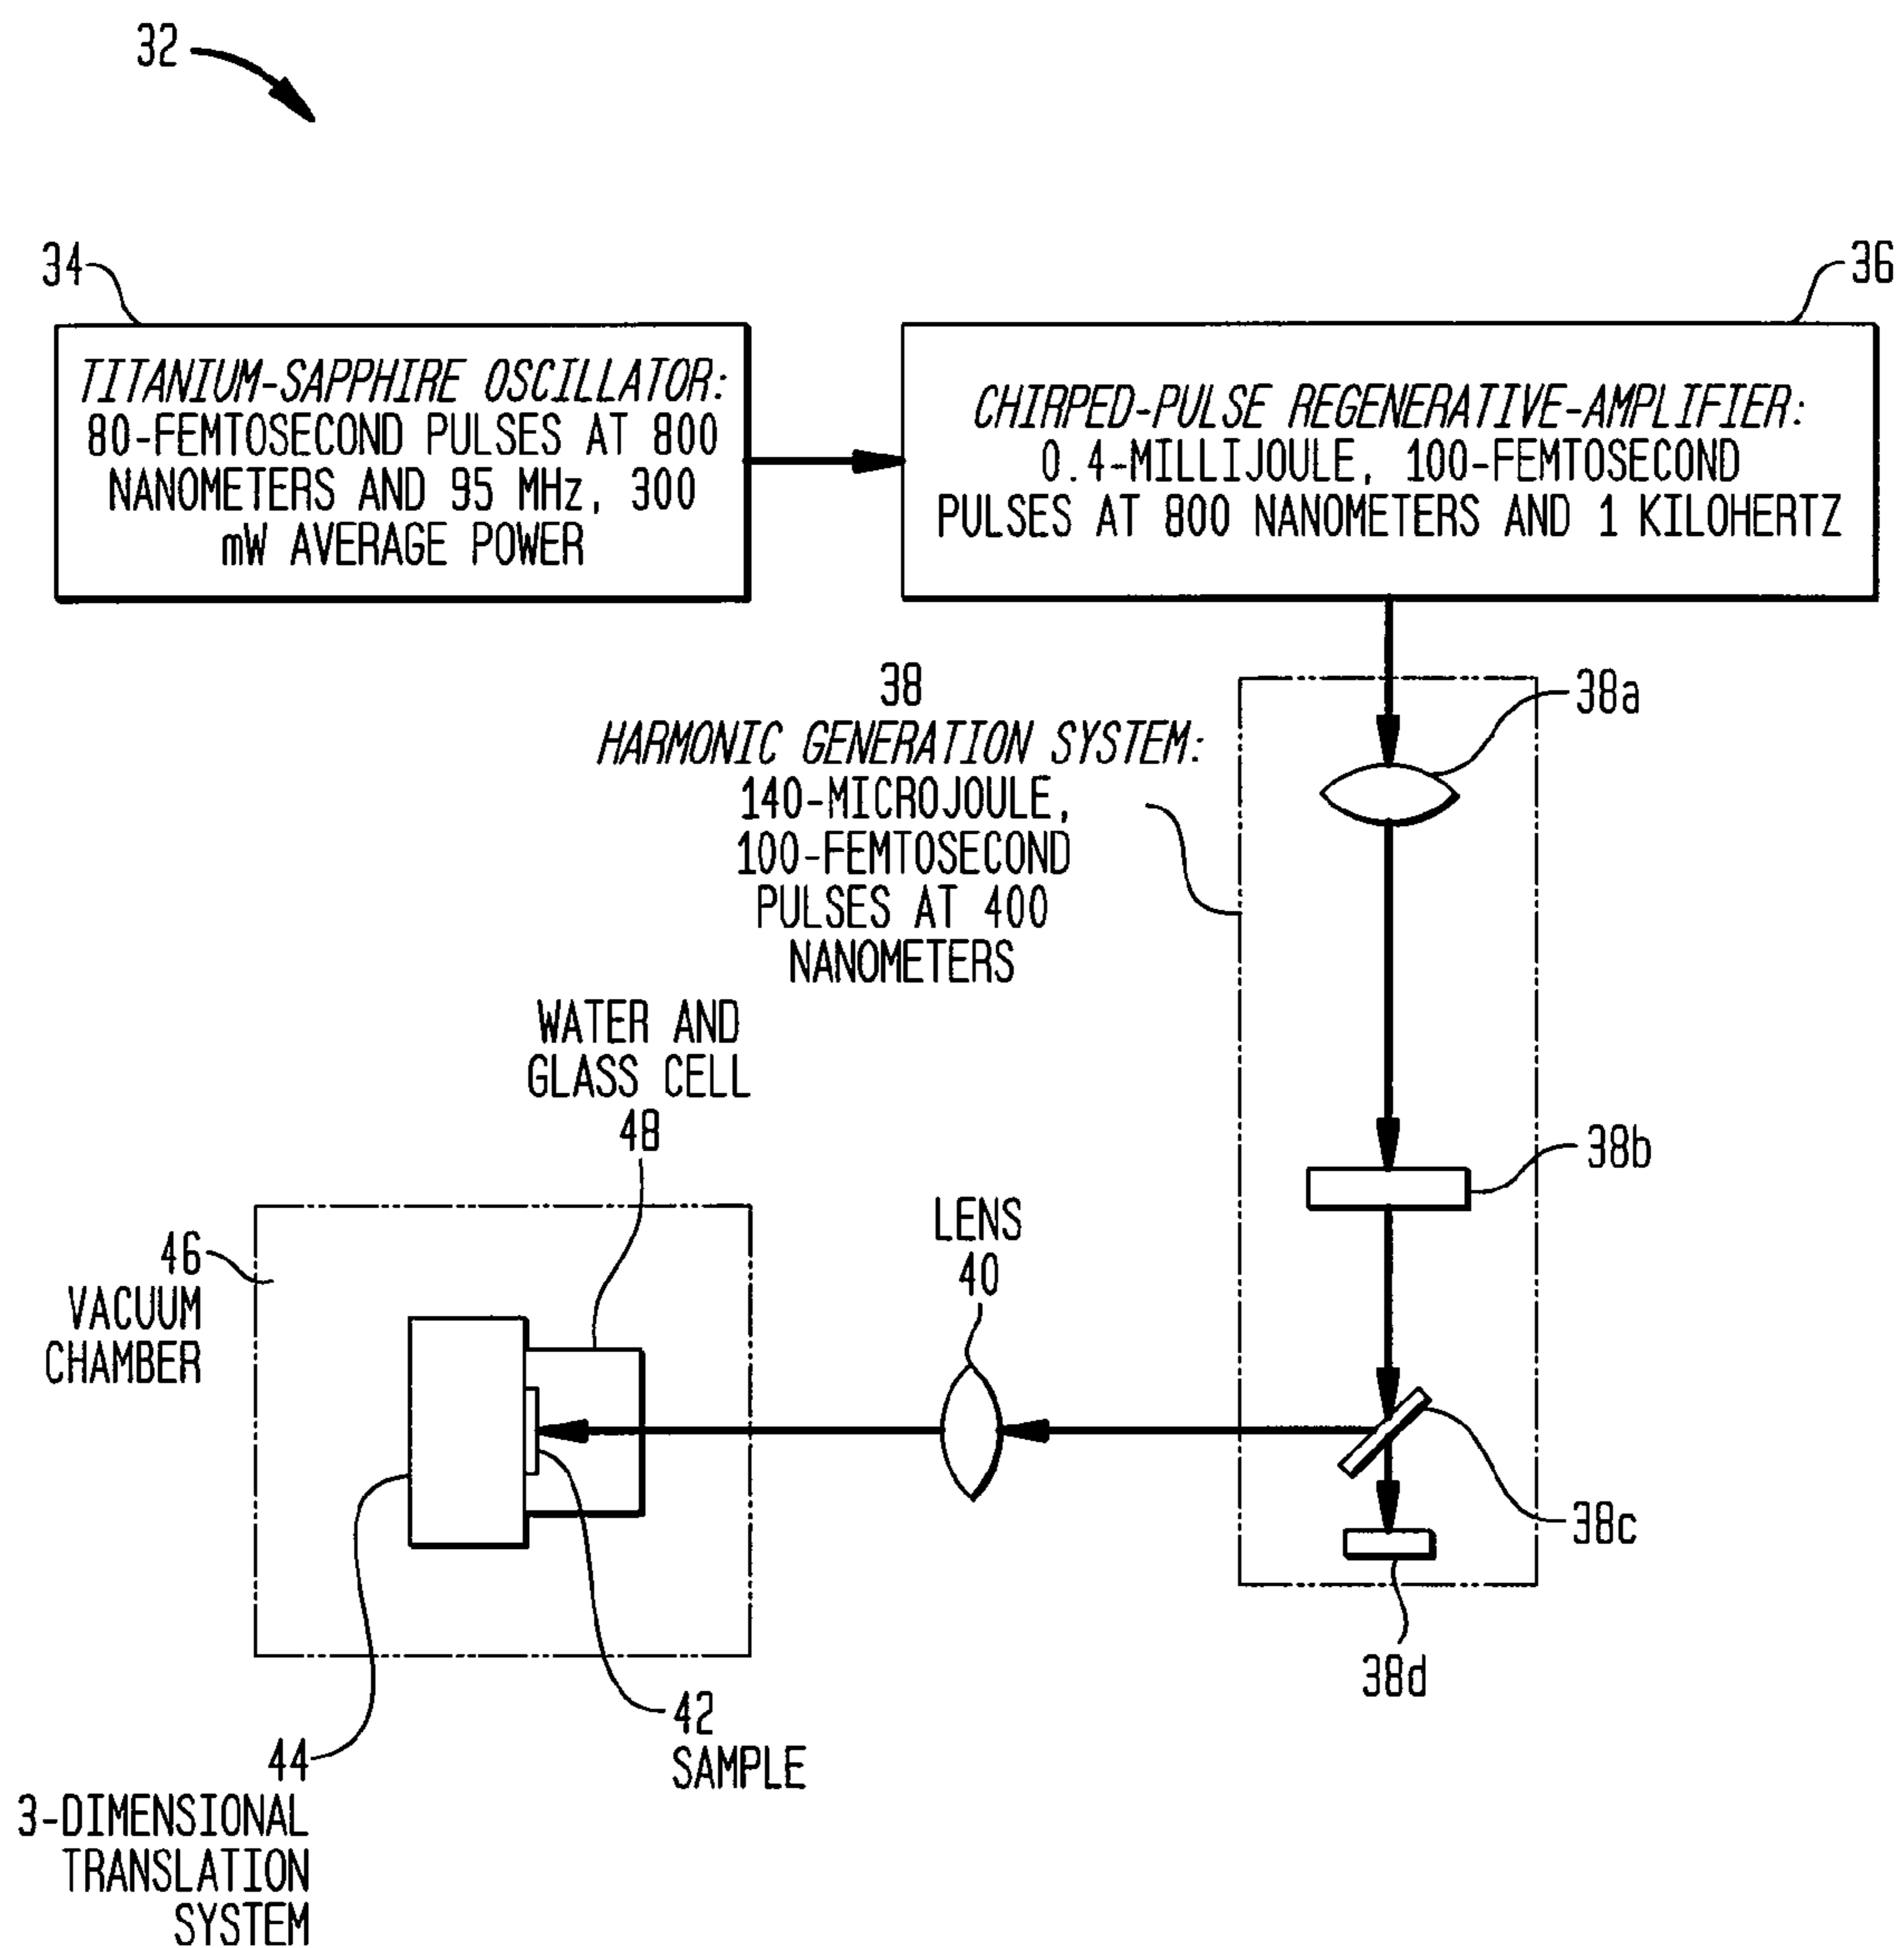 32
34
TITANIUM-SAPPHIRE OSCILLATOR:
80-FEMTOSECOND PULSES AT 800
NANOMETERS AND 95 MHz, 300
mW AVERAGE POWER
36
CHIRPED-PULSE REGENERATIVE-AMPLIFIER:
0.4-MILLIJOULE, 100-FEMTOSECOND
PULSES AT 800 NANOMETERS AND 1 KILOHERTZ
38
HARMONIC GENERATION SYSTEM:
140-MICROJOULE,
100-FEMTOSECOND
PULSES AT 400
NANOMETERS
38a
38b
38c
38d
WATER AND
GLASS CELL
48
LENS
40
46
VACUUM
CHAMBER
42
SAMPLE
44
3-DIMENSIONAL
TRANSLATION
SYSTEM